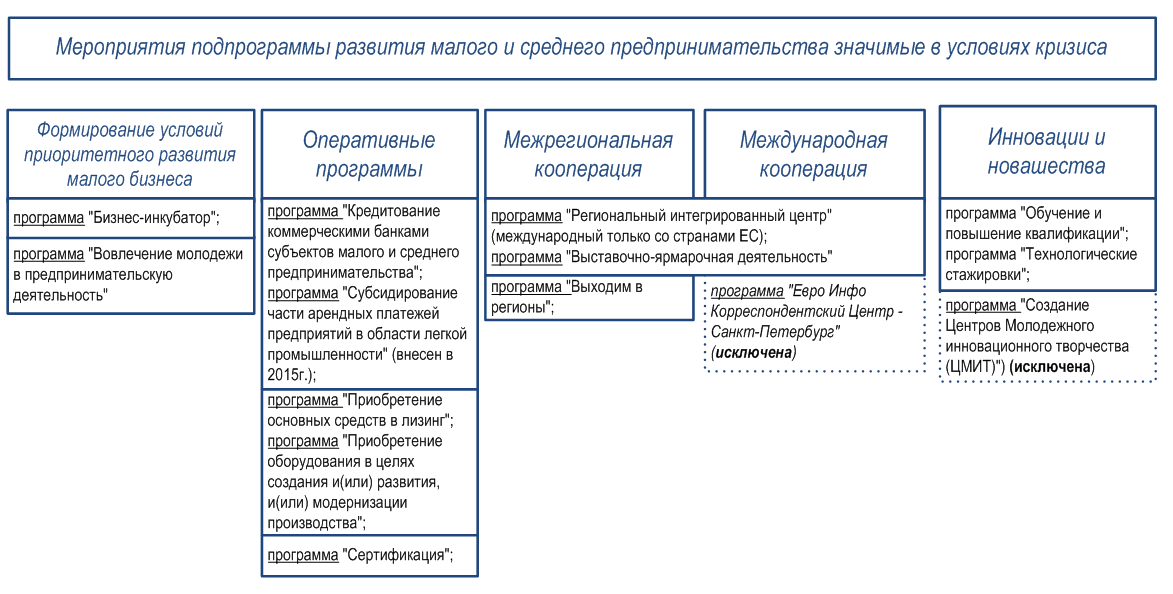 Мероприятия подпрограммы развития малого и среднего предпринимательства значимые в условиях кризиса
Формирование условий
приоритетного развития
малого бизнеса
программа "Бизнес-инкубатор";
программа "Вовлечение молодежи
в предпринимательскую
деятельность"
Оперативные
программы
программа "Кредитование
коммерческими банками
субъектов малого и среднего
предпринимательства";
программа "Субсидирование
части арендных платежей
предприятий в области легкой
промышленности" (внесен в
2015г.);
программа "Приобретение
основных средств в лизинг";
программа "Приобретение
оборудования в целях
создания и(или) развития,
и(или) модернизации
производства";
программа "Сертификация";
Межрегиональная
кооперация
Международная
кооперация
программа "Региональный интегрированный центр"
(международный только со странами ЕС);
программа "Выставочно-ярмарочная деятельность"
программа "Выходим в
регионы";
программа "Евро Инфо
Корреспондентский Центр -
Санкт-Петербург"
(исключена)
Инновации и
новашества
программа "Обучение и
повышение квалификации";
программа "Технологические
стажировки";
программа "Создание
Центров Молодежного
инновационного творчества
(ЦМИТ)") (исключена)